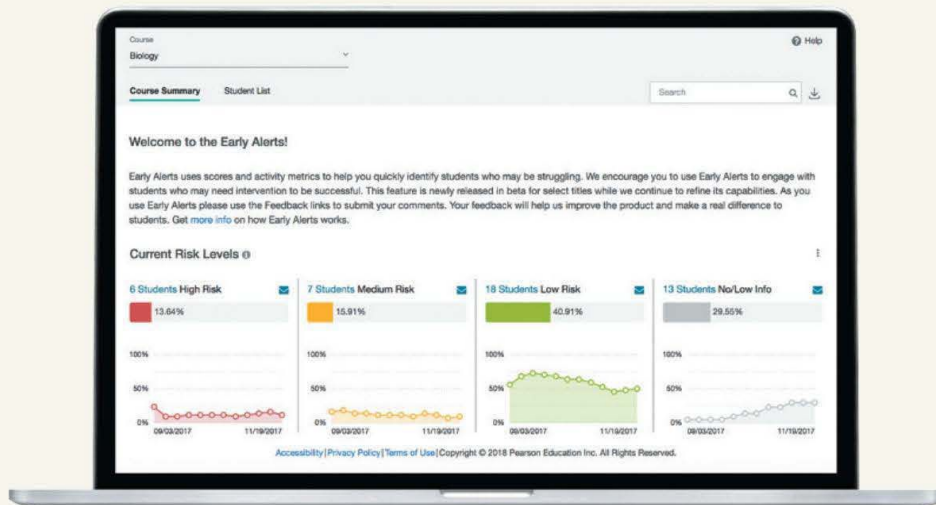 Course
Help
Biology
Course Summary Student List
Search
Welcome to the Early Alerts!
Early Alerts uses scores and activity metrics to help you quickly identify students who may be struggling. We encourage you to use Early Alerts to engage with
students who may need intervention to be successful. This feature is newly released in beta for select titles while we continue to refine its capabilities. As you
use Early Alerts please use the Feedback links to submit your comments. Your feedback will help us improve the product and make a real difference to
students. Get more info on how Early Alerts works.
Current Risk Levels
6 Students High Risk
13.64%
100%
50%
0%
09/03/2017 11/19/2017
7 Students Medium Risk
15.91%
100%
50%
0%
09/03/2017 11/19/2017
18 Students Low Risk
40.91%
100%
50%
0%
09/03/2017 11/19/2017
13 Students No/Low Info
29.55%
100%
50%
0%
09/03/2017 11/19/2017
Accessibility|Privacy Policy|Terms of Use|Copyright © 2018 Pearson Education Inc. All Rights Reserved.